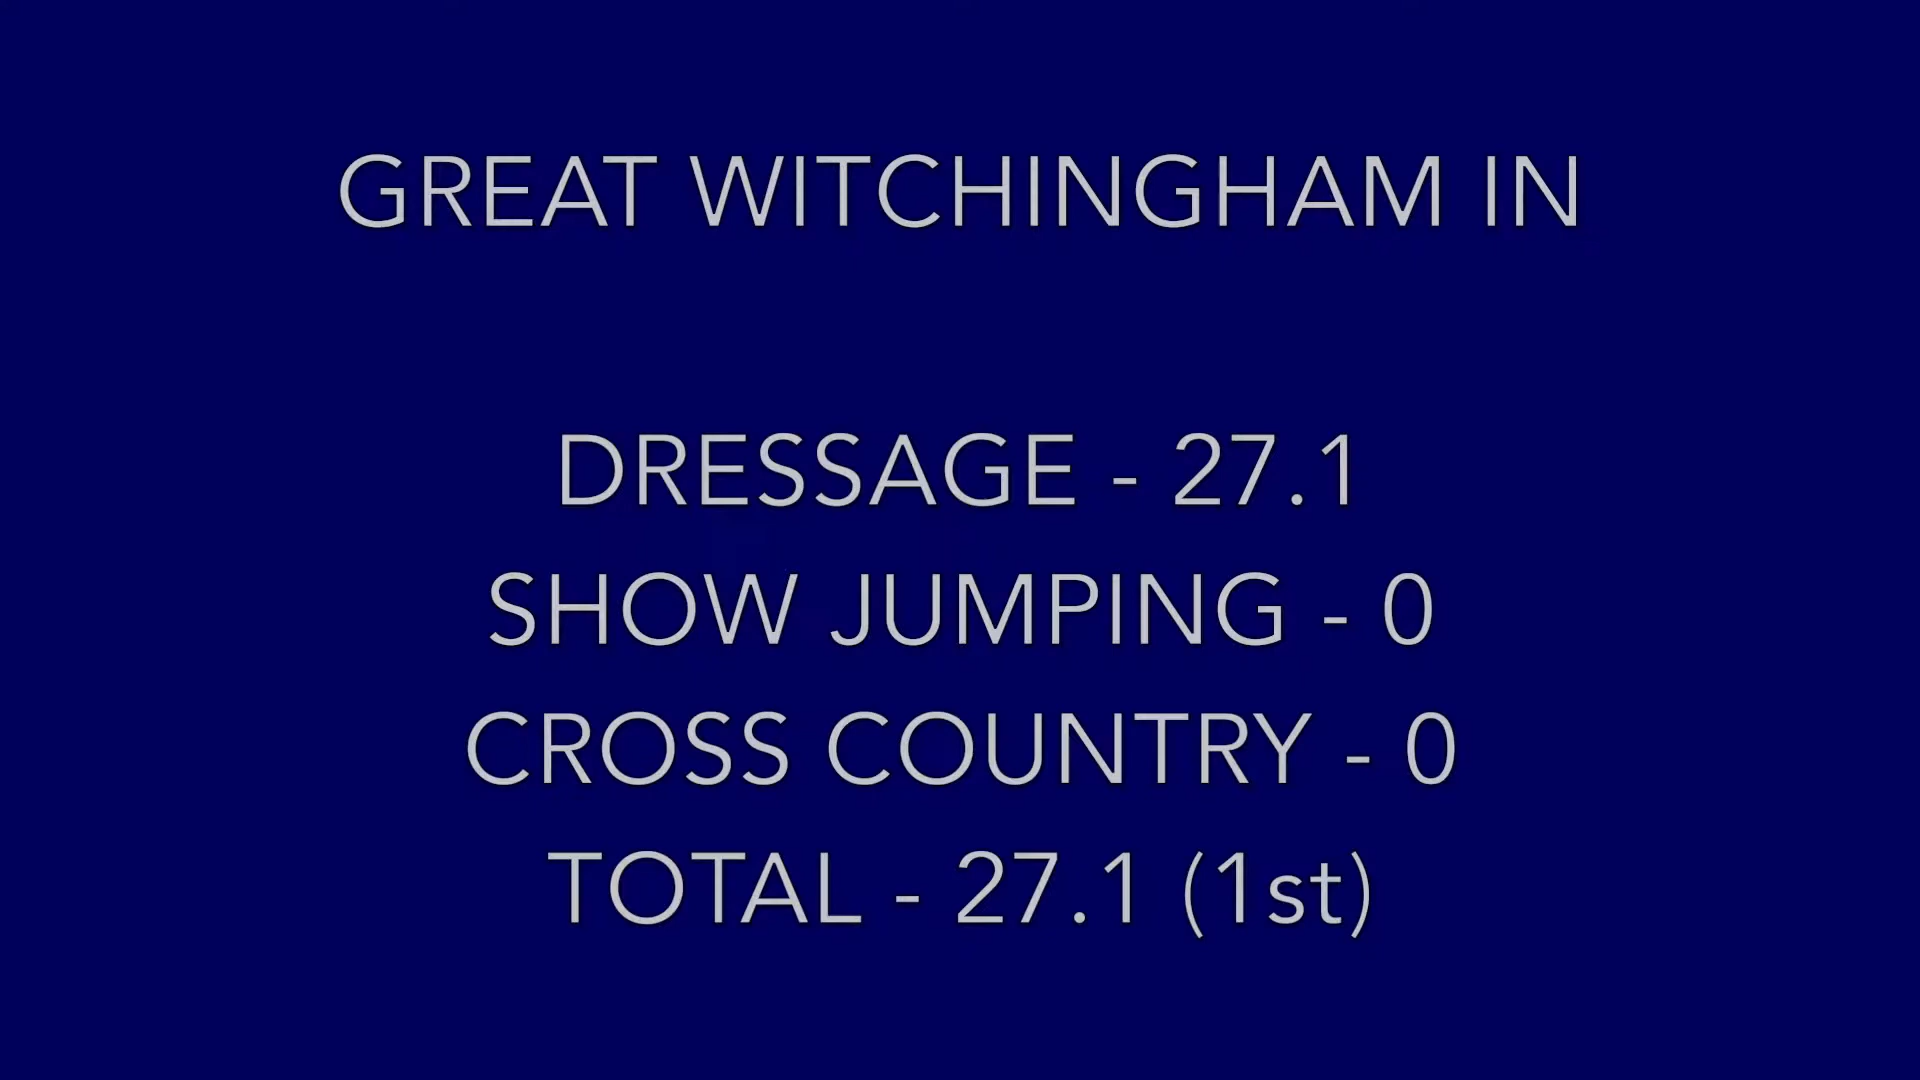 GREAT WITCHINGHAM IN
DRESSAGE - 27.1
SHOW JUMPING - 0
CROSS COUNTRY - 0
TOTAL - 27.1 (1st)